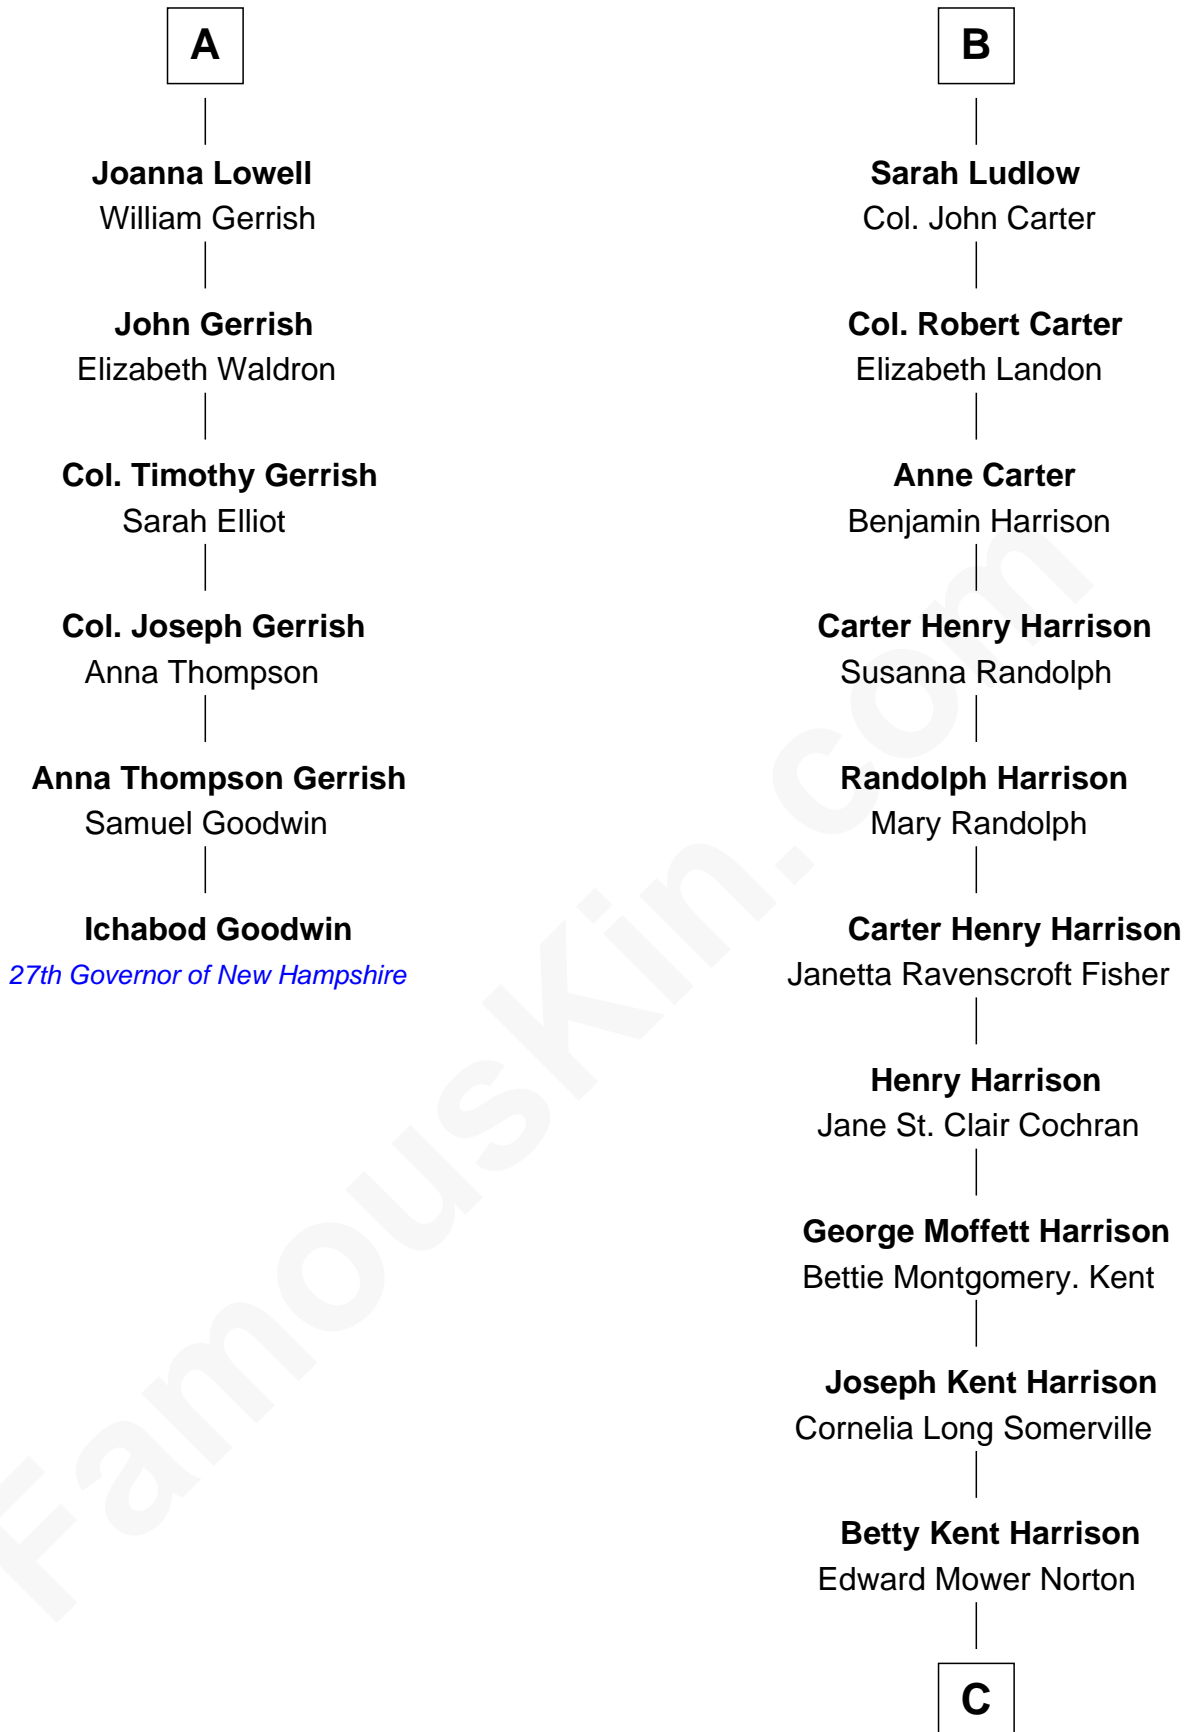 A
Joanna Lowell
William Gerrish
John Gerrish
Elizabeth Waldron
Col. Timothy Gerrish
Sarah Elliot
Col. Joseph Gerrish
Anna Thompson
Anna Thompson Gerrish
Samuel Goodwin
Ichabod Goodwin
27th Governor of New Hampshire
B
Sarah Ludlow
Col. John Carter
Col. Robert Carter
Elizabeth Landon
Anne Carter
Benjamin Harrison
Carter Henry Harrison
Susanna Randolph
Randolph Harrison
Mary Randolph
Carter Henry Harrison
Janetta Ravenscroft Fisher
Henry Harrison
Jane St. Clair Cochran
George Moffett Harrison
Bettie Montgomery. Kent
Joseph Kent Harrison
Cornelia Long Somerville
Betty Kent Harrison
Edward Mower Norton
C
FamousKin.com